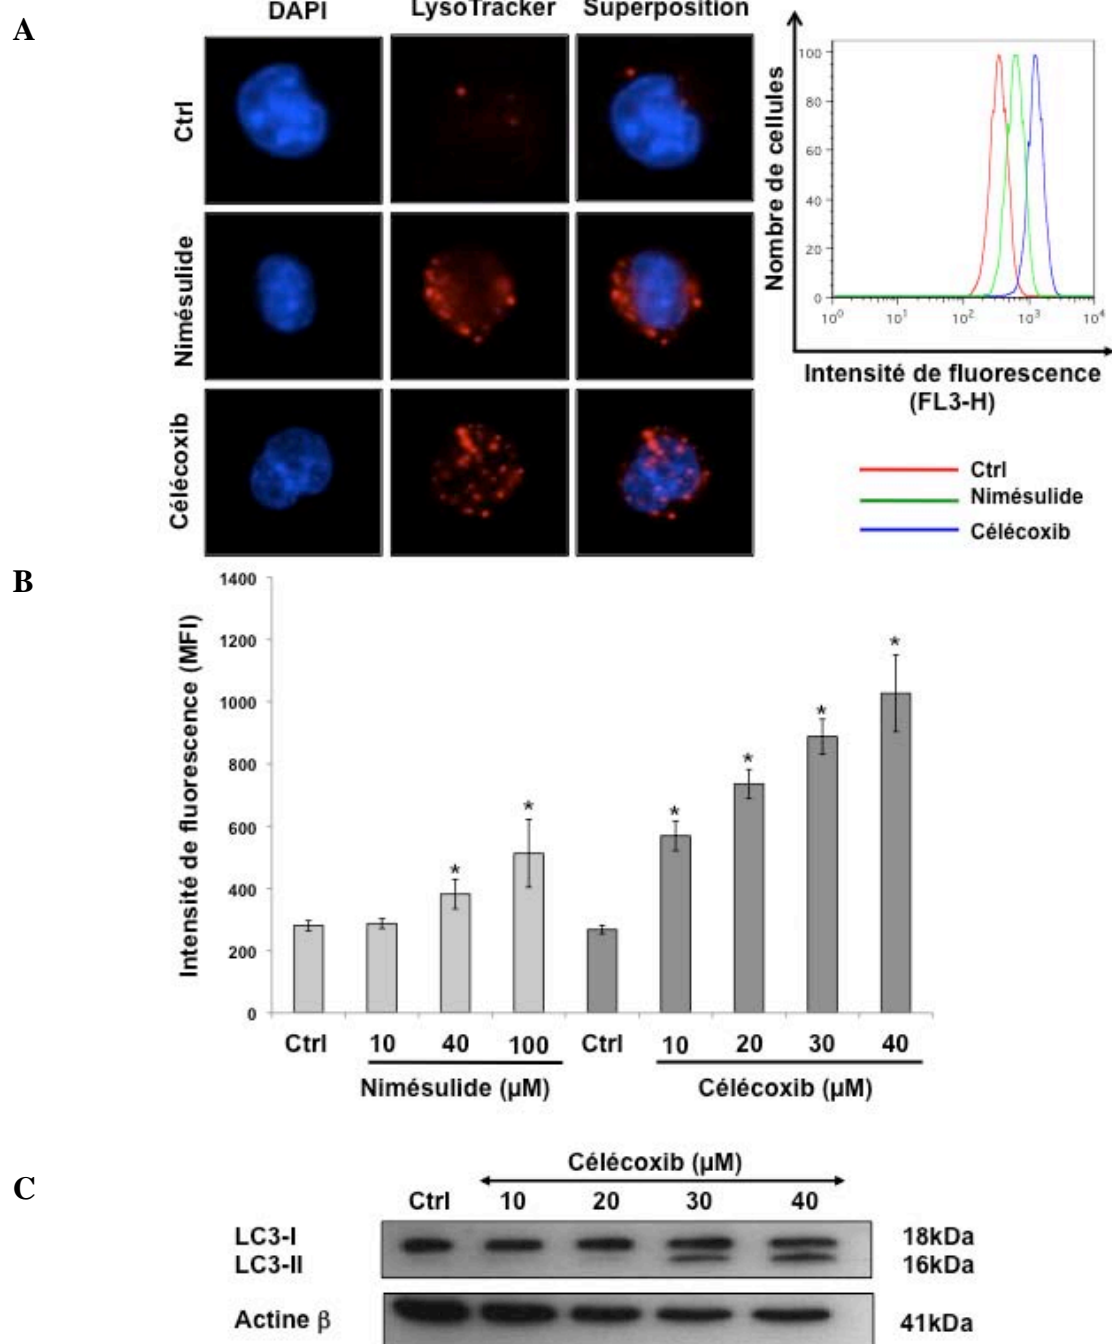 A
DAPI LysoTracker Superposition
Ctrl
Nimésulide
Célécoxib
Nombre de cellules
100
80
60
40
20
0
10⁰ 10¹ 10² 10³ 10⁴
Intensité de fluorescence
(FL3-H)
Ctrl
Nimésulide
Célécoxib
B
Intensité de fluorescence (MFI)
1400
1200
1000
800
600
400
200
0
* * * * * *
Ctrl 10 40 100 Ctrl 10 20 30 40
Nimésulide (µM) Célécoxib (µM)
C
Célécoxib (µM)
Ctrl 10 20 30 40
LC3-I 18kDa
LC3-II 16kDa
Actine β 41kDa